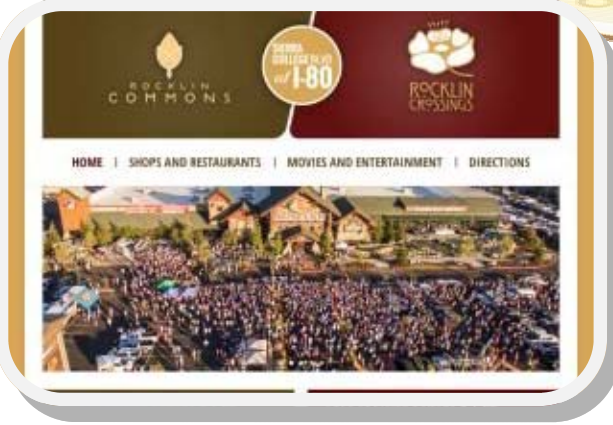 ROCKLIN
COMMONS
SIERRA
COLLEGE BLVD
at I-80
ROCKLIN
CROSSINGS
HOME | SHOPS AND RESTAURANTS | MOVIES AND ENTERTAINMENT | DIRECTIONS